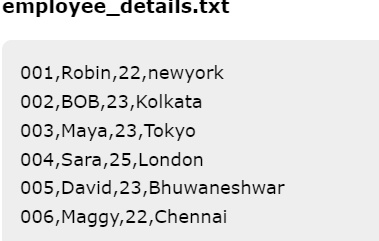 employee_details.txt
001,Robin,22,newyork
002,BOB,23,Kolkata
003,Maya,23,Tokyo
004,Sara,25,London
005,David,23,Bhuwaneshwar
006,Maggy,22,Chennai